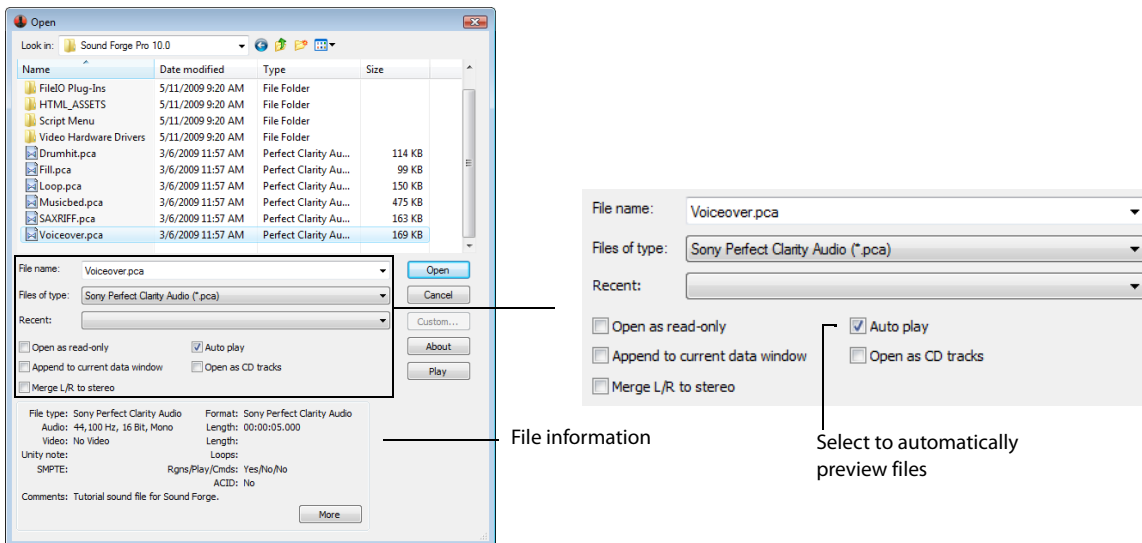 Open
Look in: Sound Forge Pro 10.0
Name Date modified Type Size
FileIO Plug-Ins 5/11/2009 9:20 AM File Folder
HTML_ASSETS 5/11/2009 9:20 AM File Folder
Script Menu 5/11/2009 9:20 AM File Folder
Video Hardware Drivers 5/11/2009 9:20 AM File Folder
Drumhit.pca 3/6/2009 11:57 AM Perfect Clarity Au... 114 KB
Fill.pca 3/6/2009 11:57 AM Perfect Clarity Au... 99 KB
Loop.pca 3/6/2009 11:57 AM Perfect Clarity Au... 150 KB
Musicbed.pca 3/6/2009 11:57 AM Perfect Clarity Au... 475 KB
SAXRIFF.pca 3/6/2009 11:57 AM Perfect Clarity Au... 163 KB
Voiceover.pca 3/6/2009 11:57 AM Perfect Clarity Au... 169 KB
File name: Voiceover.pca Open
Files of type: Sony Perfect Clarity Audio (*.pca) Cancel
Recent: Custom...
Open as read-only Auto play About
Append to current data window Open as CD tracks Play
Merge L/R to stereo
File type: Sony Perfect Clarity Audio Format: Sony Perfect Clarity Audio
Audio: 44,100 Hz, 16 Bit, Mono Length: 00:00:05.000
Video: No Video Length:
Unity note: Loops:
SMPTE: Rgns/Play/Cmds: Yes/No/No
ACID: No
Comments: Tutorial sound file for Sound Forge.
More
File information
File name: Voiceover.pca
Files of type: Sony Perfect Clarity Audio (*.pca)
Recent:
Open as read-only Auto play
Append to current data window Open as CD tracks
Merge L/R to stereo
Select to automatically
preview files